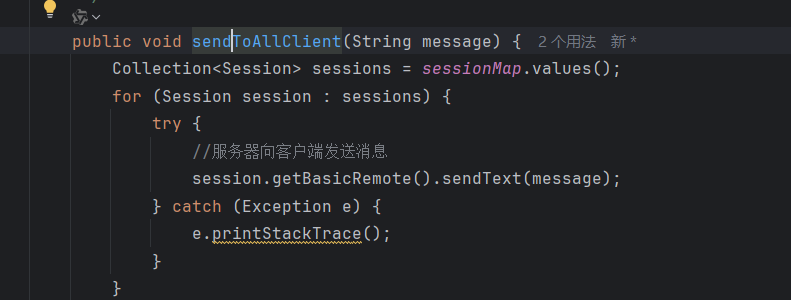 public void sendToAllClient(String message) { 2 个用法 新 *
Collection<Session> sessions = sessionMap.values();
for (Session session : sessions) {
try {
//服务器向客户端发送消息
session.getBasicRemote().sendText(message);
} catch (Exception e) {
e.printStackTrace();
}
}